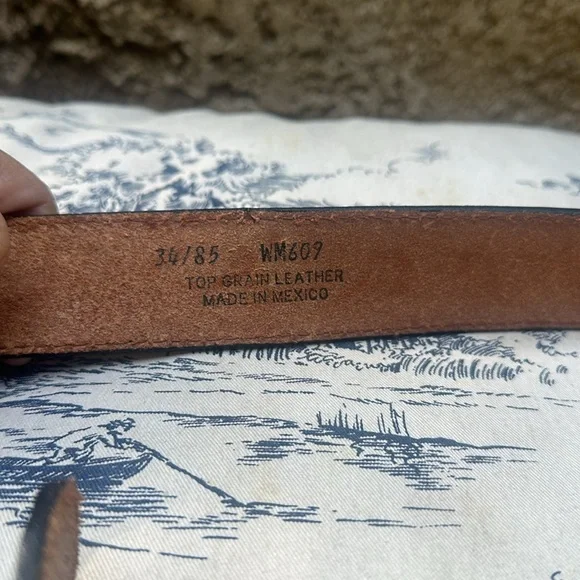 34/85 WM609
TOP GRAIN LEATHER
MADE IN MEXICO